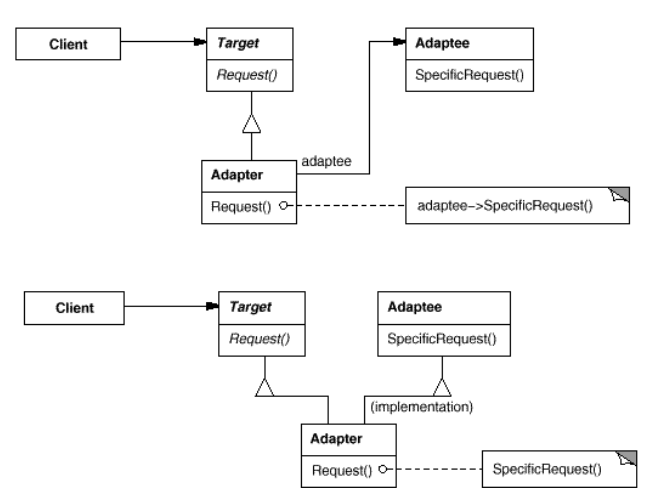 Client
Target
Request()
Adaptee
SpecificRequest()
adaptee
Adapter
Request()
adaptee->SpecificRequest()
Client
Target
Request()
Adaptee
SpecificRequest()
(implementation)
Adapter
Request()
SpecificRequest()